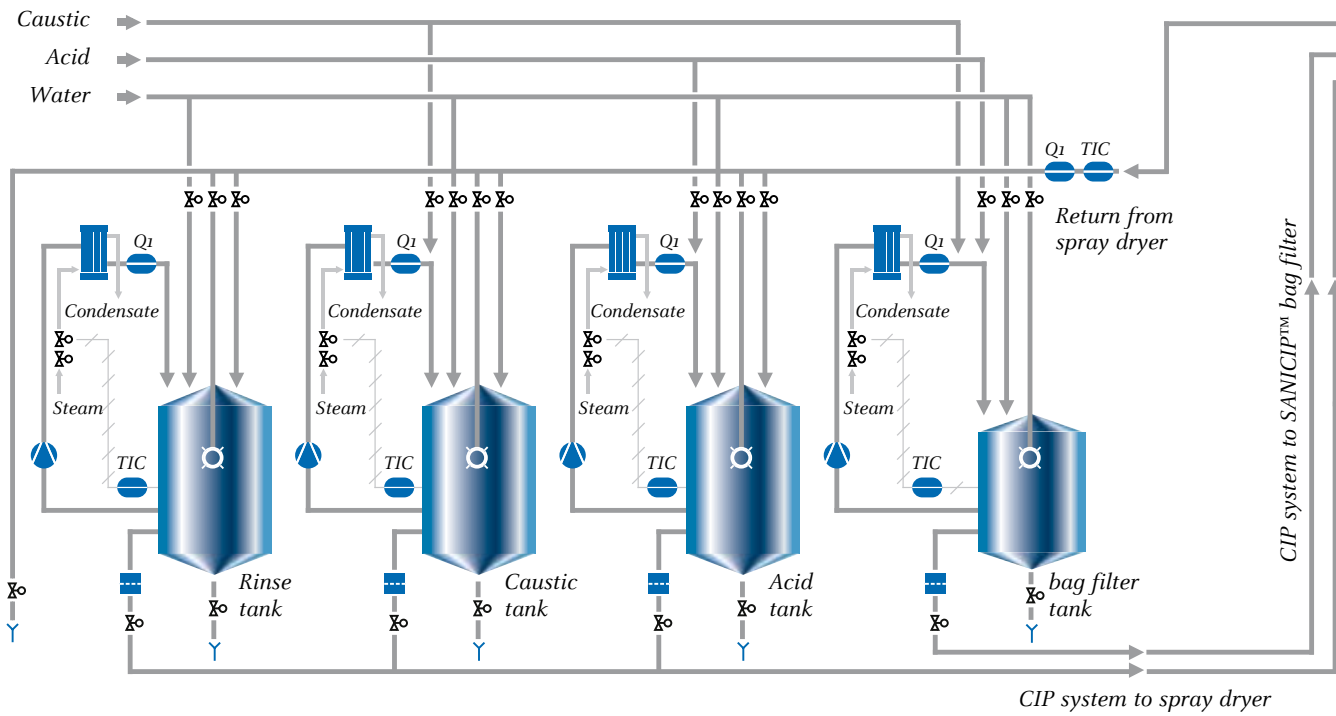 Caustic
Acid
Water
Q1 TIC
Return from
spray dryer
Q1
Q1
Q1
Q1
Condensate
Condensate
Condensate
Condensate
Steam
Steam
Steam
Steam
TIC
TIC
TIC
TIC
CIP system to SANICIP™ bag filter
Rinse
tank
Caustic
tank
Acid
tank
bag filter
tank
CIP system to spray dryer